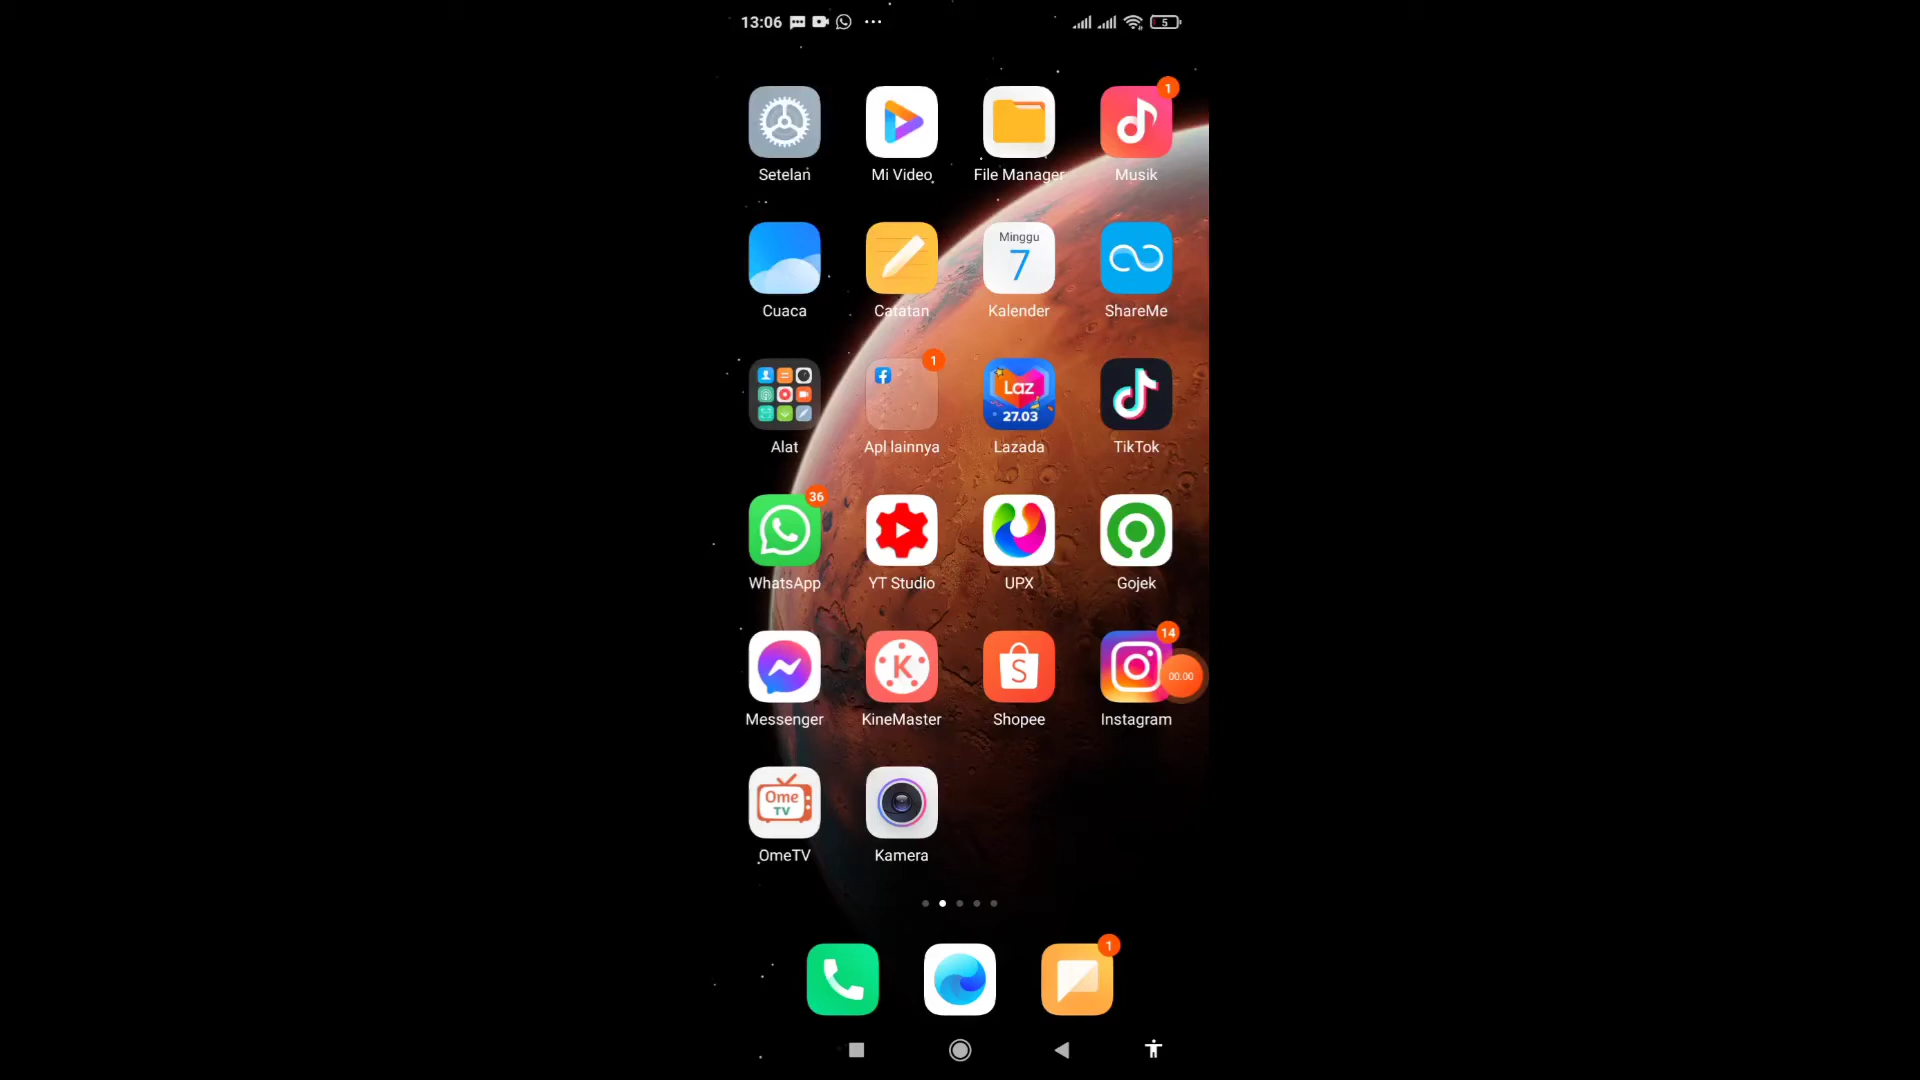 13:06
5
1
Setelan
Mi Video
File Manager
Musik
Minggu
7
Cuaca
Catatan
Kalender
ShareMe
1
Laz
27.03
Alat
Apl lainnya
Lazada
TikTok
36
WhatsApp
YT Studio
UPX
Gojek
14
K
S
00.00
Messenger
KineMaster
Shopee
Instagram
Ome
TV
OmeTV
Kamera
1